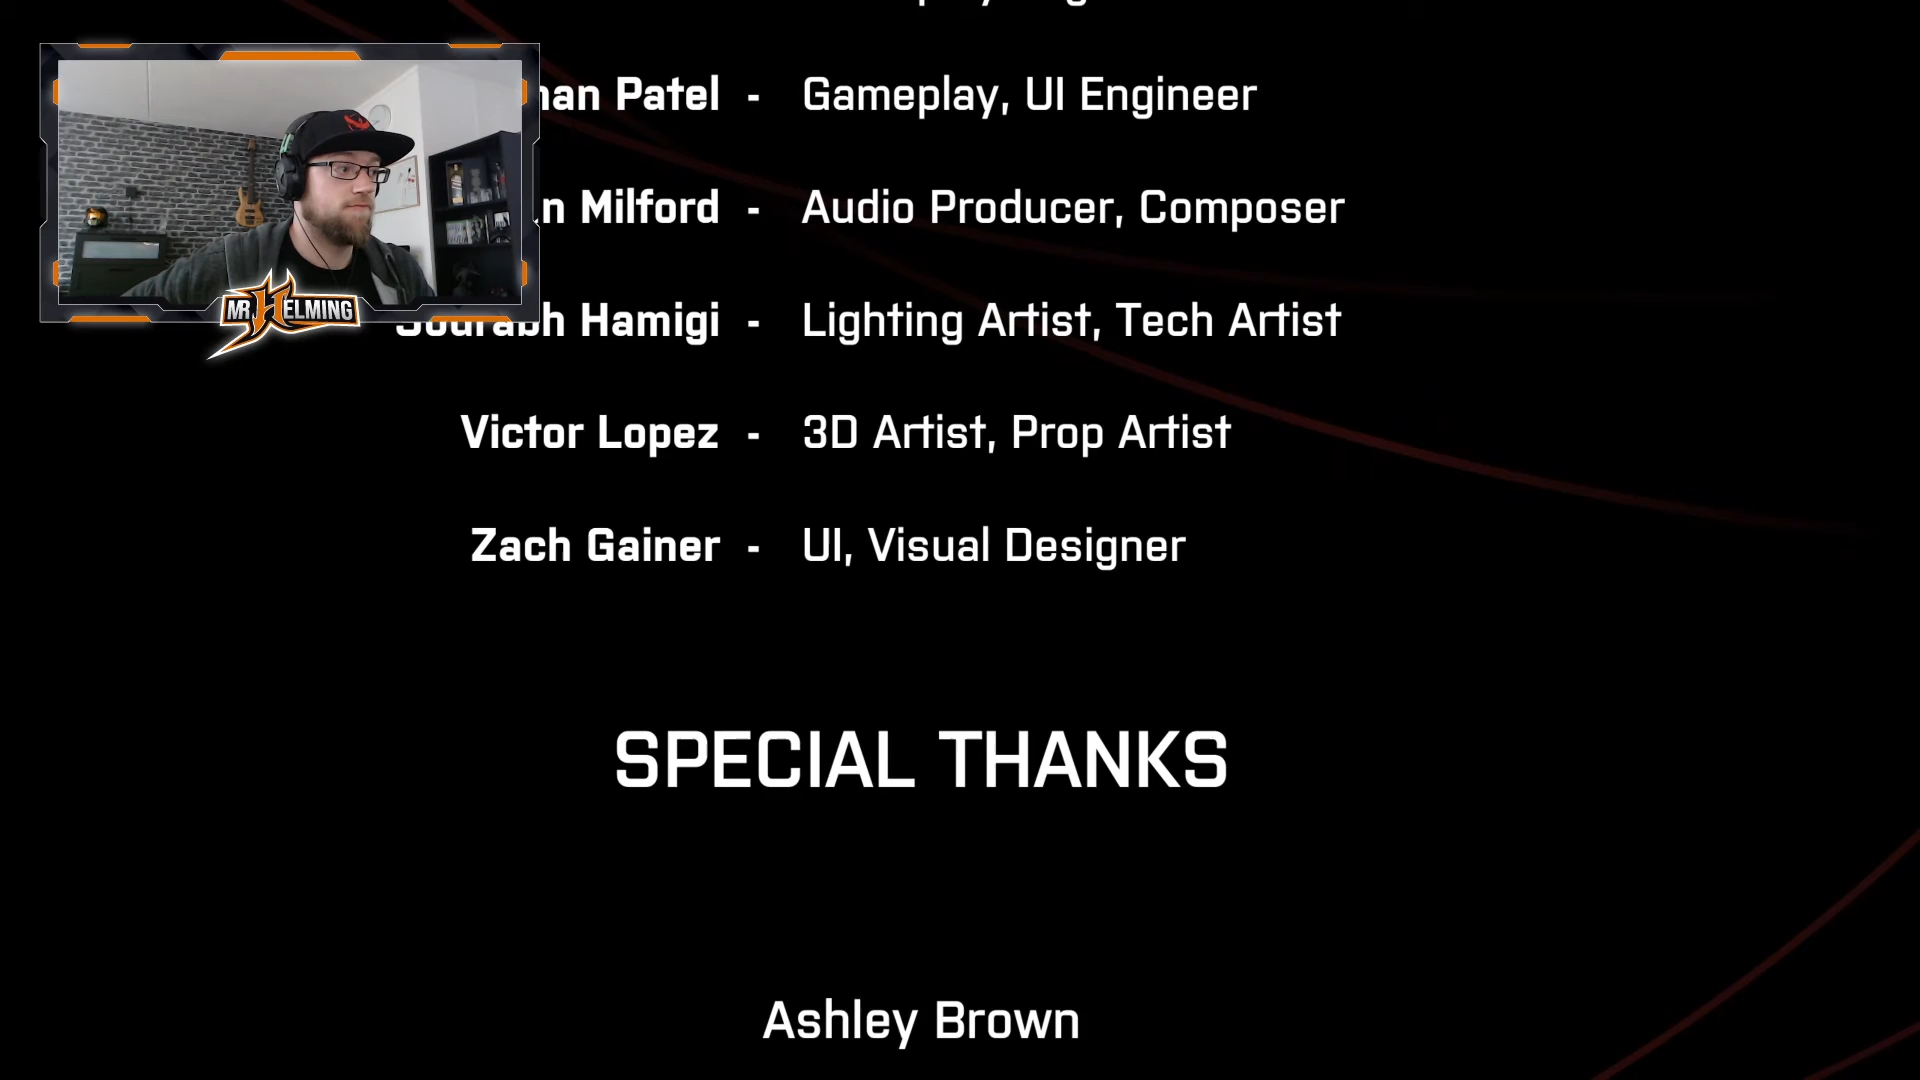 Patel - Gameplay, UI Engineer
Milford - Audio Producer, Composer
MR HELMING
Hamigi - Lighting Artist, Tech Artist
Victor Lopez - 3D Artist, Prop Artist
Zach Gainer - UI, Visual Designer
SPECIAL THANKS
Ashley Brown